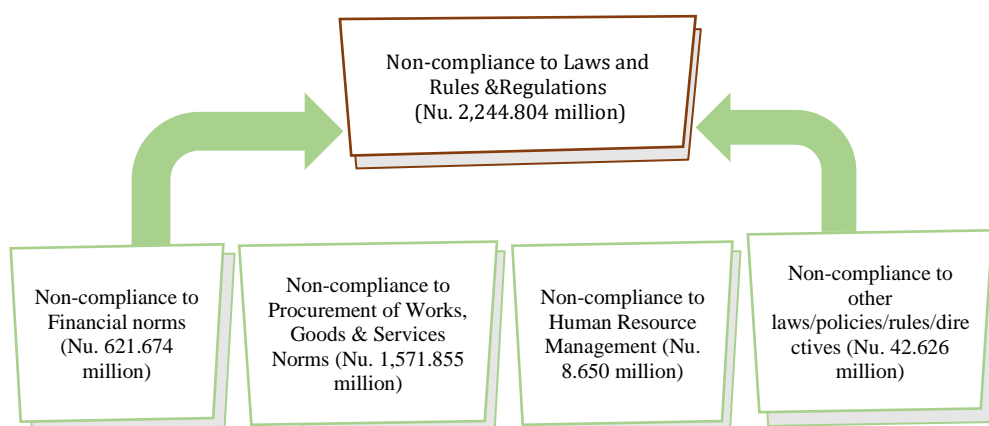 Non-compliance to Laws and
Rules &Regulations
(Nu. 2,244.804 million)
Non-compliance to
Financial norms
(Nu. 621.674
million)
Non-compliance to
Procurement of Works,
Goods & Services
Norms (Nu. 1,571.855
million)
Non-compliance to
Human Resource
Management (Nu.
8.650 million)
Non-compliance to
other
laws/policies/rules/dire
ctives (Nu. 42.626
million)